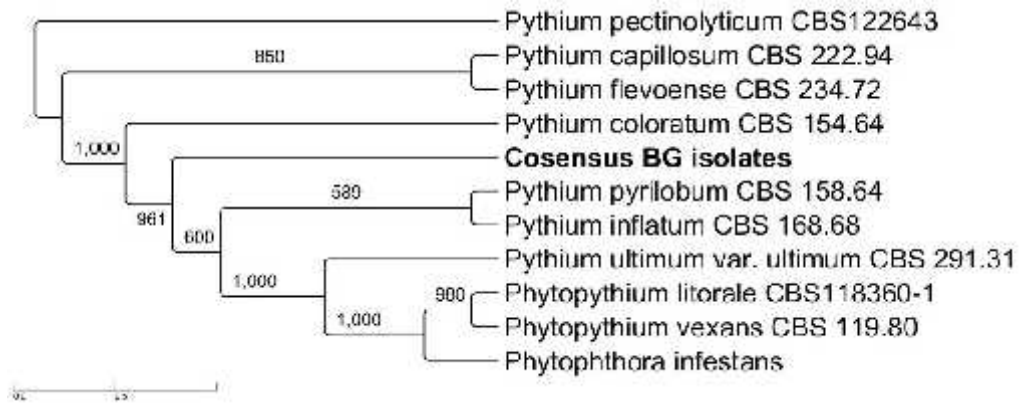 Pythium pectinolyticum CBS122643
850
Pythium capillosum CBS 222.94
Pythium flevoense CBS 234.72
Pythium coloratum CBS 154.64
1,000
Cosensus BG isolates
961
589
Pythium pyrilobum CBS 158.64
Pythium inflatum CBS 168.68
600
Pythium ultimum var. ultimum CBS 291.31
1,000
Phytopythium litorale CBS118360-1
1,000
Phytopythium vexans CBS 119.80
Phytophthora infestans